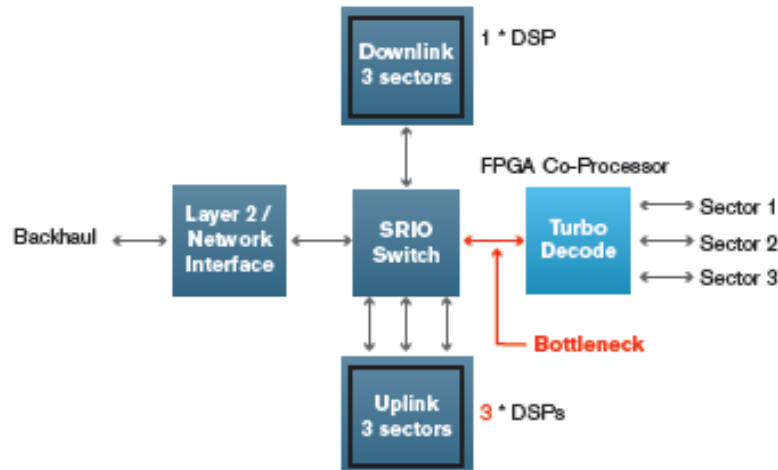 Downlink
3 sectors
1 * DSP
FPGA Co-Processor
Backhaul
Layer 2 /
Network
Interface
SRIO
Switch
Turbo
Decode
Sector 1
Sector 2
Sector 3
Bottleneck
Uplink
3 sectors
3 * DSPs